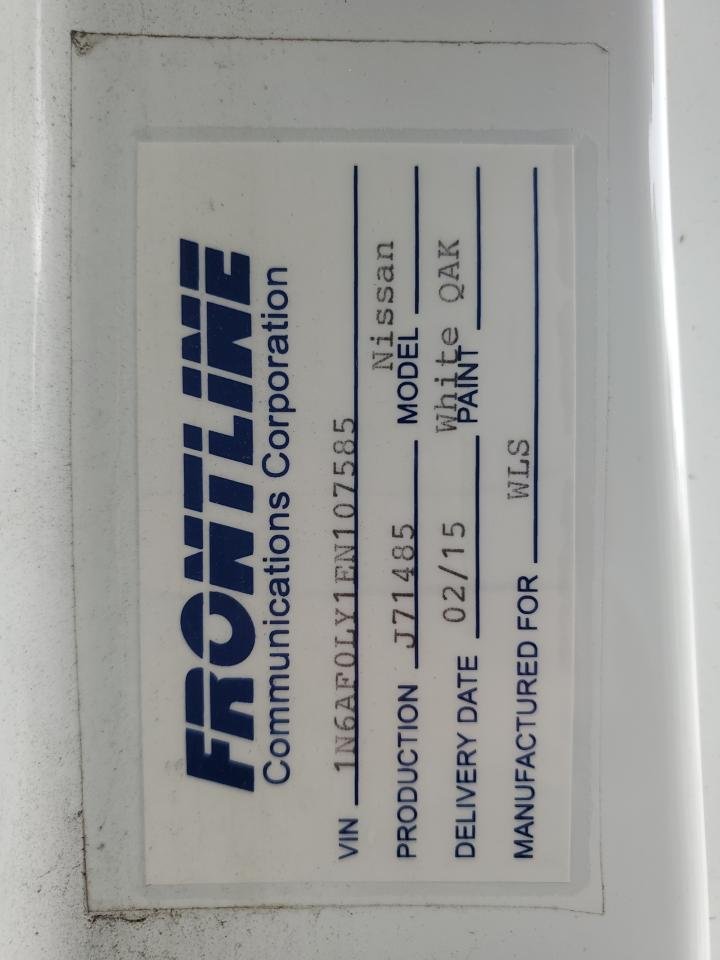 FRONTLINE
Communications Corporation
VIN 1N6AF0LY1EN107585
PRODUCTION J71485 MODEL Nissan
DELIVERY DATE 02/15 PAINT White QAK
MANUFACTURED FOR WLS